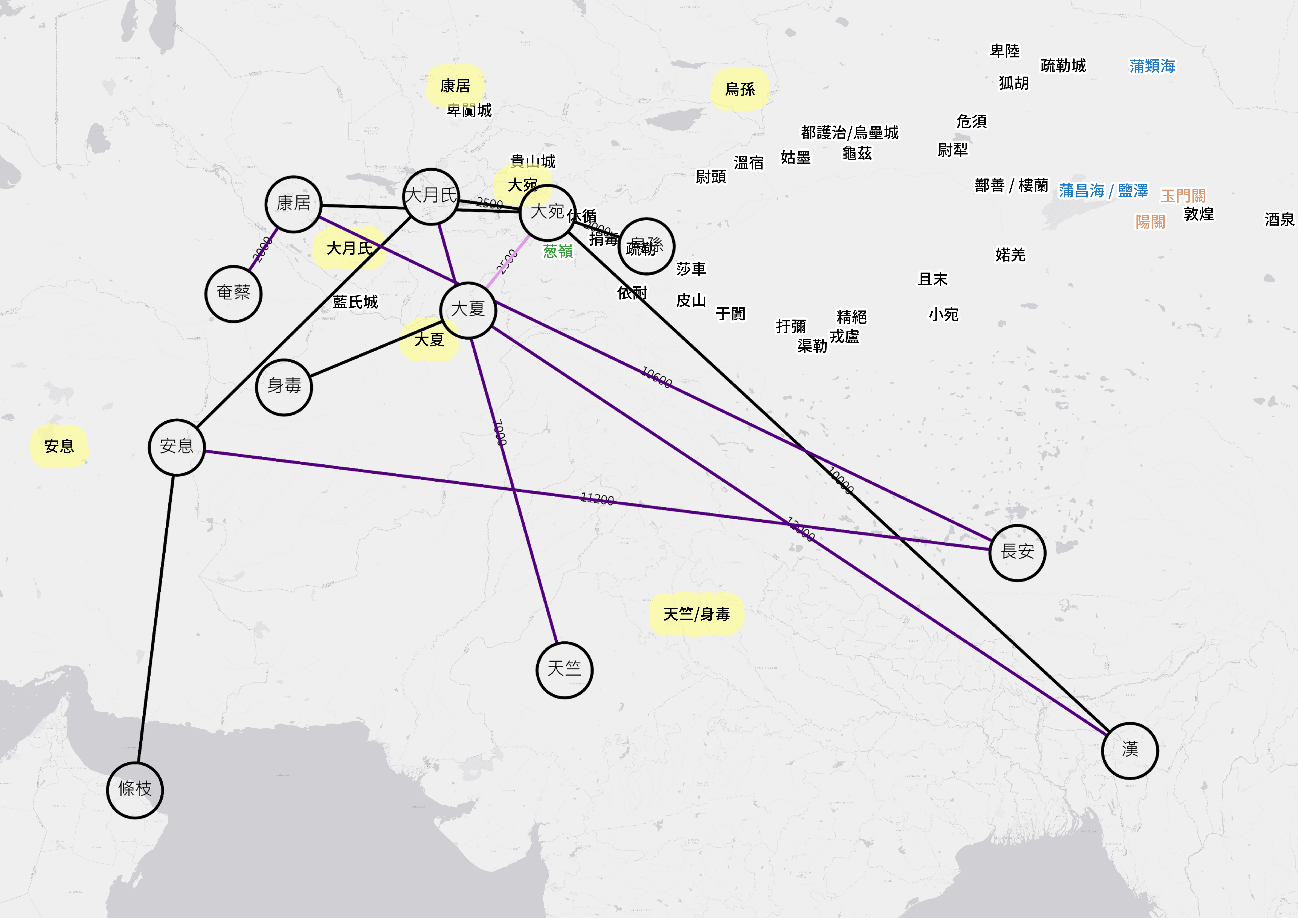 卑陸
疏勒城
蒲類海
狐胡
康居
卑闐城
烏孫
危須
都護治/烏壘城
尉犁
龜茲
姑墨
溫宿
尉頭
貴山城
大宛
鄯善 / 樓蘭
蒲昌海 / 鹽澤
玉門關
陽關
敦煌
酒泉
康居
大月氏
2500
大宛
休循
2000
捐毒
烏孫
疏勒
葱嶺
2500
大月氏
2000
莎車
婼羌
且末
奄蔡
藍氏城
依耐
皮山
于闐
扜彌
精絕
戎盧
渠勒
小宛
大夏
大夏
身毒
10600
安息
安息
7000
11200
10000
12000
長安
天竺/身毒
天竺
漢
條枝